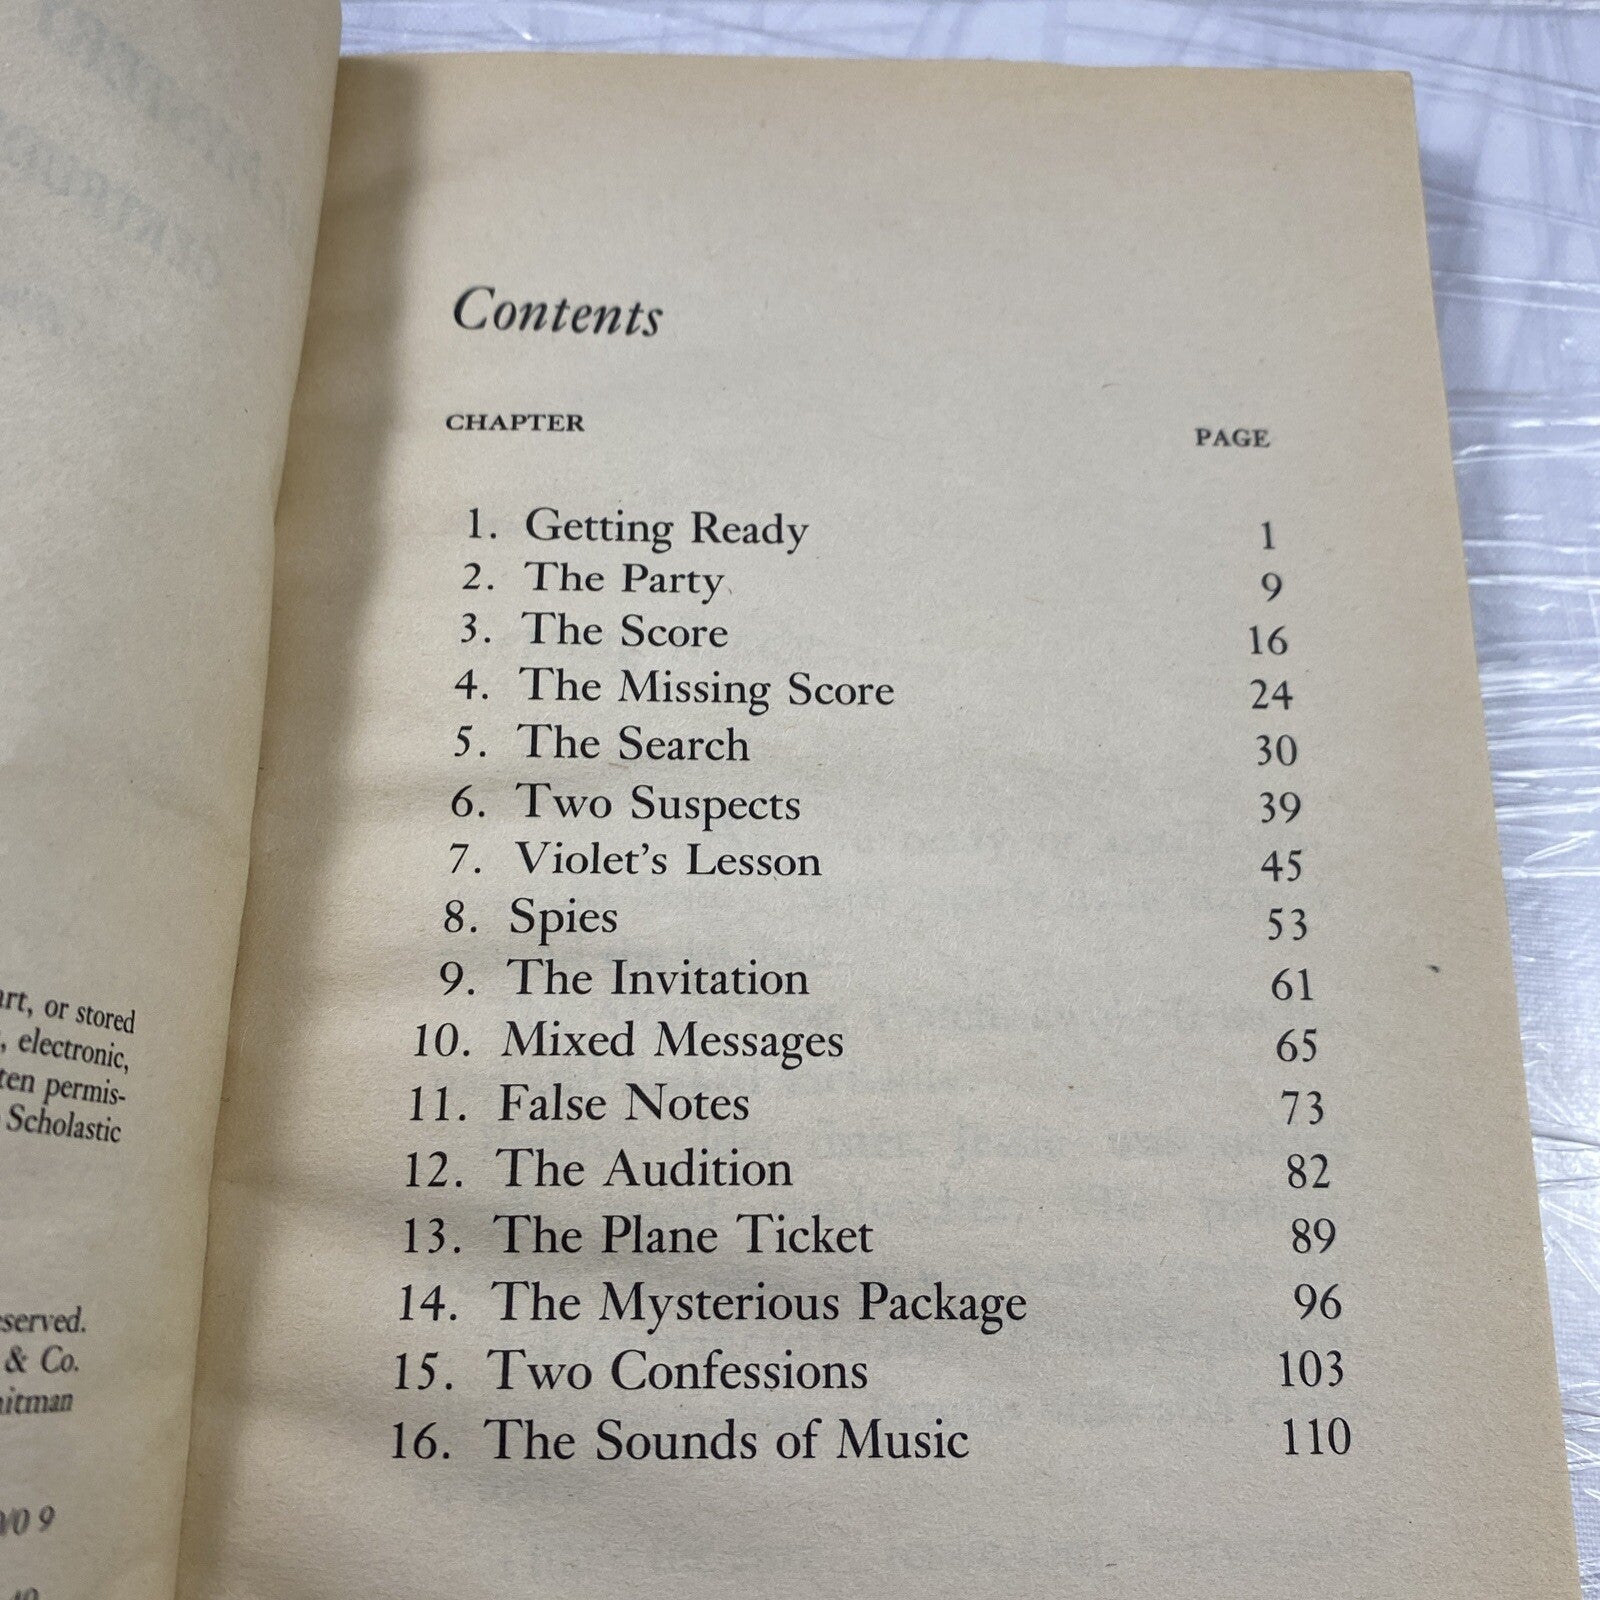 art, or stored
, electronic,
ten permis-
Scholastic
eserved.
& Co.
hitman
0 9
Contents
CHAPTER PAGE
1. Getting Ready 1
2. The Party 9
3. The Score 16
4. The Missing Score 24
5. The Search 30
6. Two Suspects 39
7. Violet's Lesson 45
8. Spies 53
9. The Invitation 61
10. Mixed Messages 65
11. False Notes 73
12. The Audition 82
13. The Plane Ticket 89
14. The Mysterious Package 96
15. Two Confessions 103
16. The Sounds of Music 110